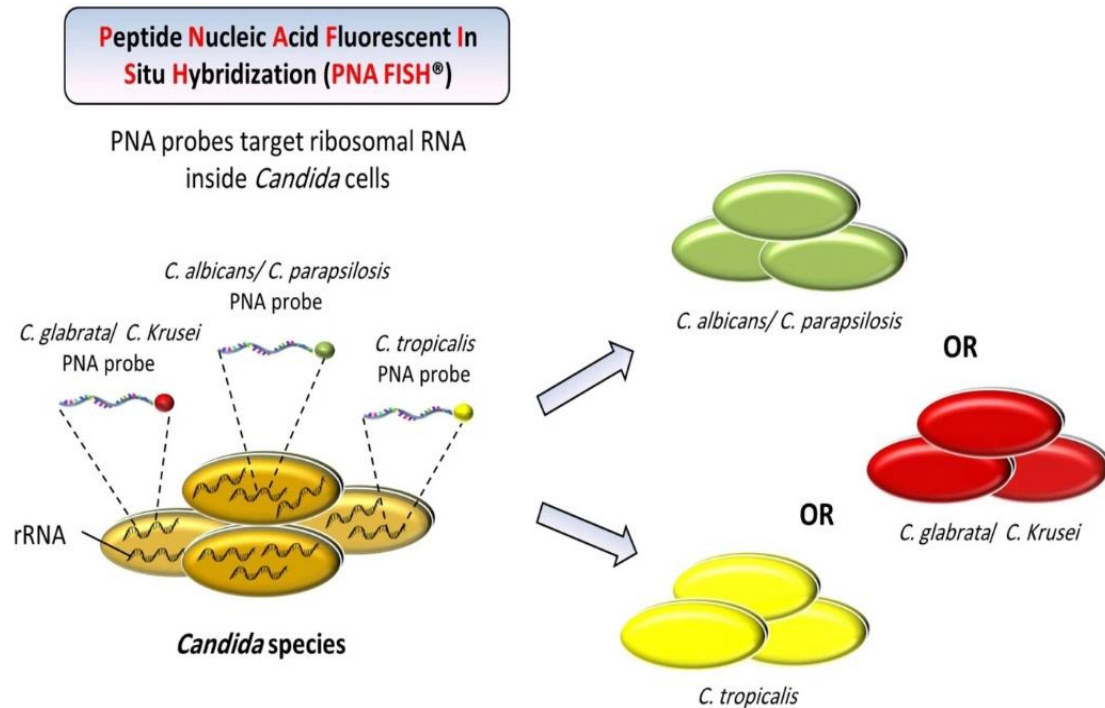 Peptide Nucleic Acid Fluorescent In
Situ Hybridization (PNA FISH®)
PNA probes target ribosomal RNA
inside Candida cells
C. albicans/ C. parapsilosis
PNA probe
C. glabrata/ C. Krusei
PNA probe
C. tropicalis
PNA probe
rRNA
Candida species
C. albicans/ C. parapsilosis
OR
C. glabrata/ C. Krusei
OR
C. tropicalis